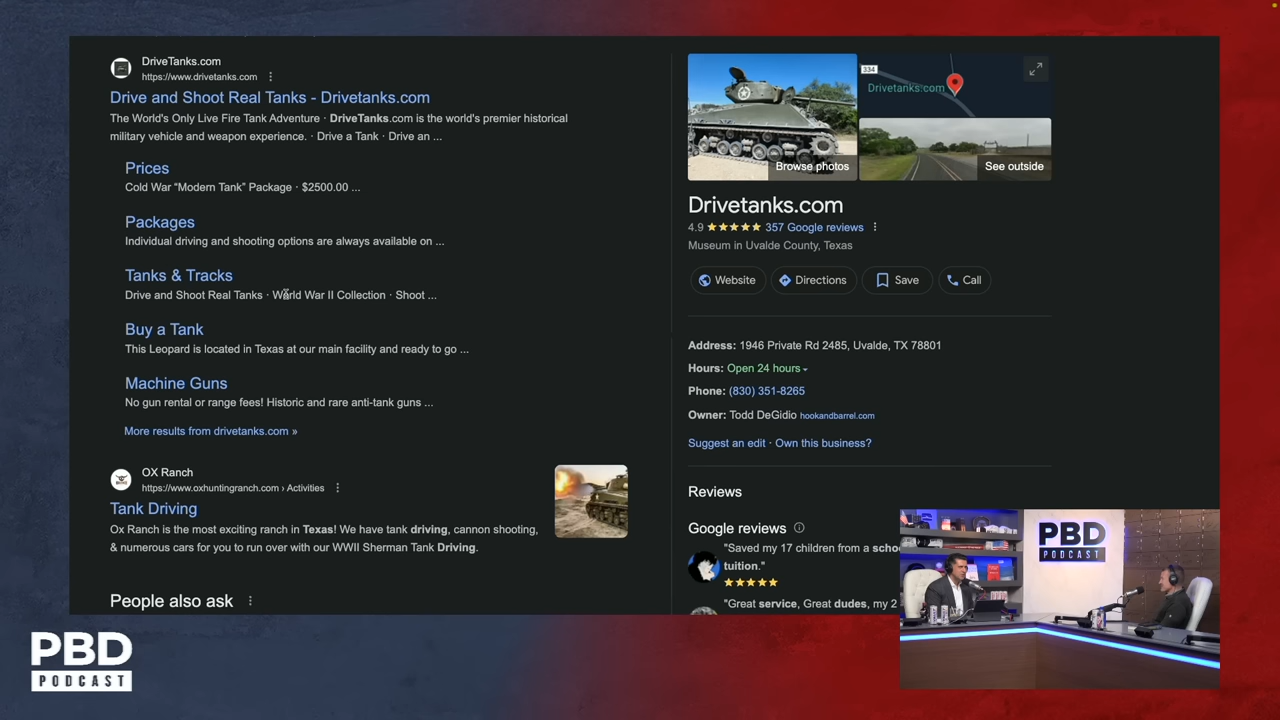 DriveTanks.com
https://www.drivetanks.com
Drive and Shoot Real Tanks - Drivetanks.com
The World's Only Live Fire Tank Adventure · DriveTanks.com is the world's premier historical
military vehicle and weapon experience. · Drive a Tank · Drive an ...
Prices
Cold War "Modern Tank" Package · $2500.00 ...
Packages
Individual driving and shooting options are always available on ...
Tanks & Tracks
Drive and Shoot Real Tanks · World War II Collection · Shoot ...
Buy a Tank
This Leopard is located in Texas at our main facility and ready to go ...
Machine Guns
No gun rental or range fees! Historic and rare anti-tank guns ...
More results from drivetanks.com »
OX Ranch
https://www.oxhuntingranch.com › Activities
Tank Driving
Ox Ranch is the most exciting ranch in Texas! We have tank driving, cannon shooting,
& numerous cars for you to run over with our WWII Sherman Tank Driving.
People also ask
334
Drivetanks.com
Browse photos
See outside
Drivetanks.com
4.9 357 Google reviews
Museum in Uvalde County, Texas
Website Directions Save Call
Address: 1946 Private Rd 2485, Uvalde, TX 78801
Hours: Open 24 hours
Phone: (830) 351-8265
Owner: Todd DeGidio hookandbarrel.com
Suggest an edit · Own this business?
Reviews
Google reviews
"Saved my 17 children from a schoo
tuition."
"Great service, Great dudes, my 2
PBD
PODCAST
PBD
PODCAST